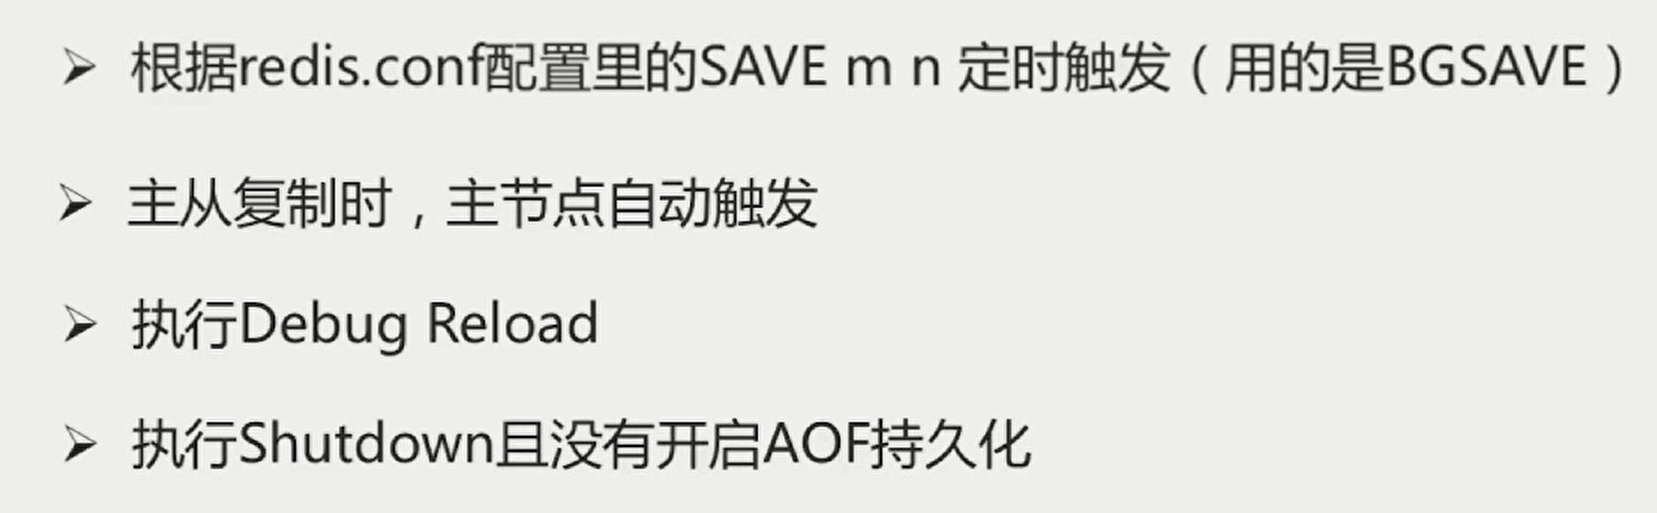 ➢ 根据redis.conf配置里的SAVE m n 定时触发（用的是BGSAVE）
➢ 主从复制时，主节点自动触发
➢ 执行Debug Reload
➢ 执行Shutdown且没有开启AOF持久化